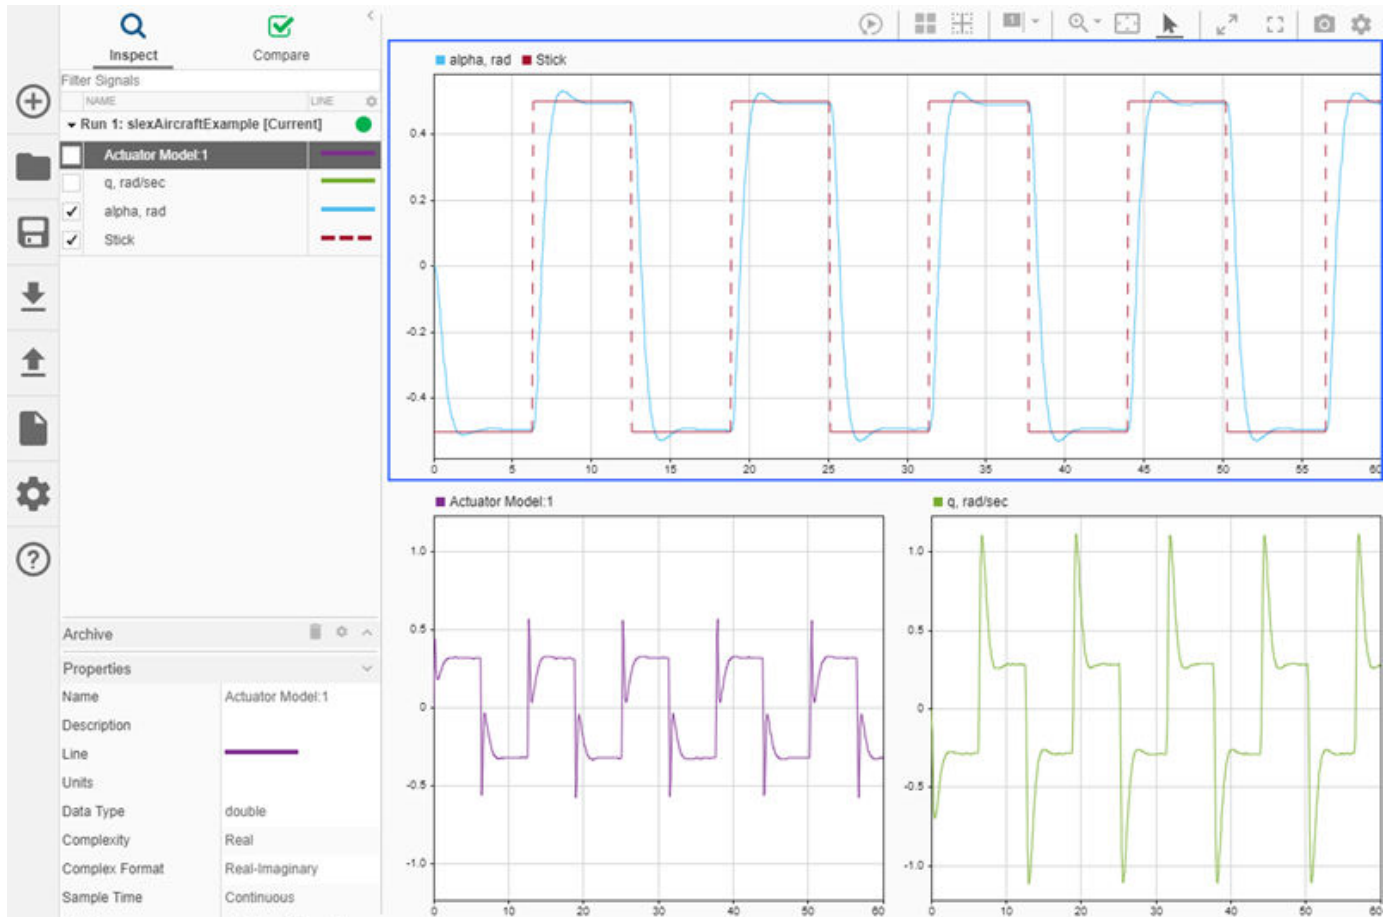 Inspect
Compare
Filter Signals
NAME
LINE
Run 1: slexAircraftExample [Current]
Actuator Model:1
q, rad/sec
alpha, rad
Stick
Archive
Properties
Name Actuator Model:1
Description
Line
Units
Data Type double
Complexity Real
Complex Format Real-Imaginary
Sample Time Continuous
1
alpha, rad Stick
0.4
0.2
0
-0.2
-0.4
0 5 10 15 20 25 30 35 40 45 50 55 60
Actuator Model:1
1.0
0.5
0
-0.5
-1.0
0 10 20 30 40 50 60
q, rad/sec
1.0
0.5
0
-0.5
-1.0
0 10 20 30 40 50 60